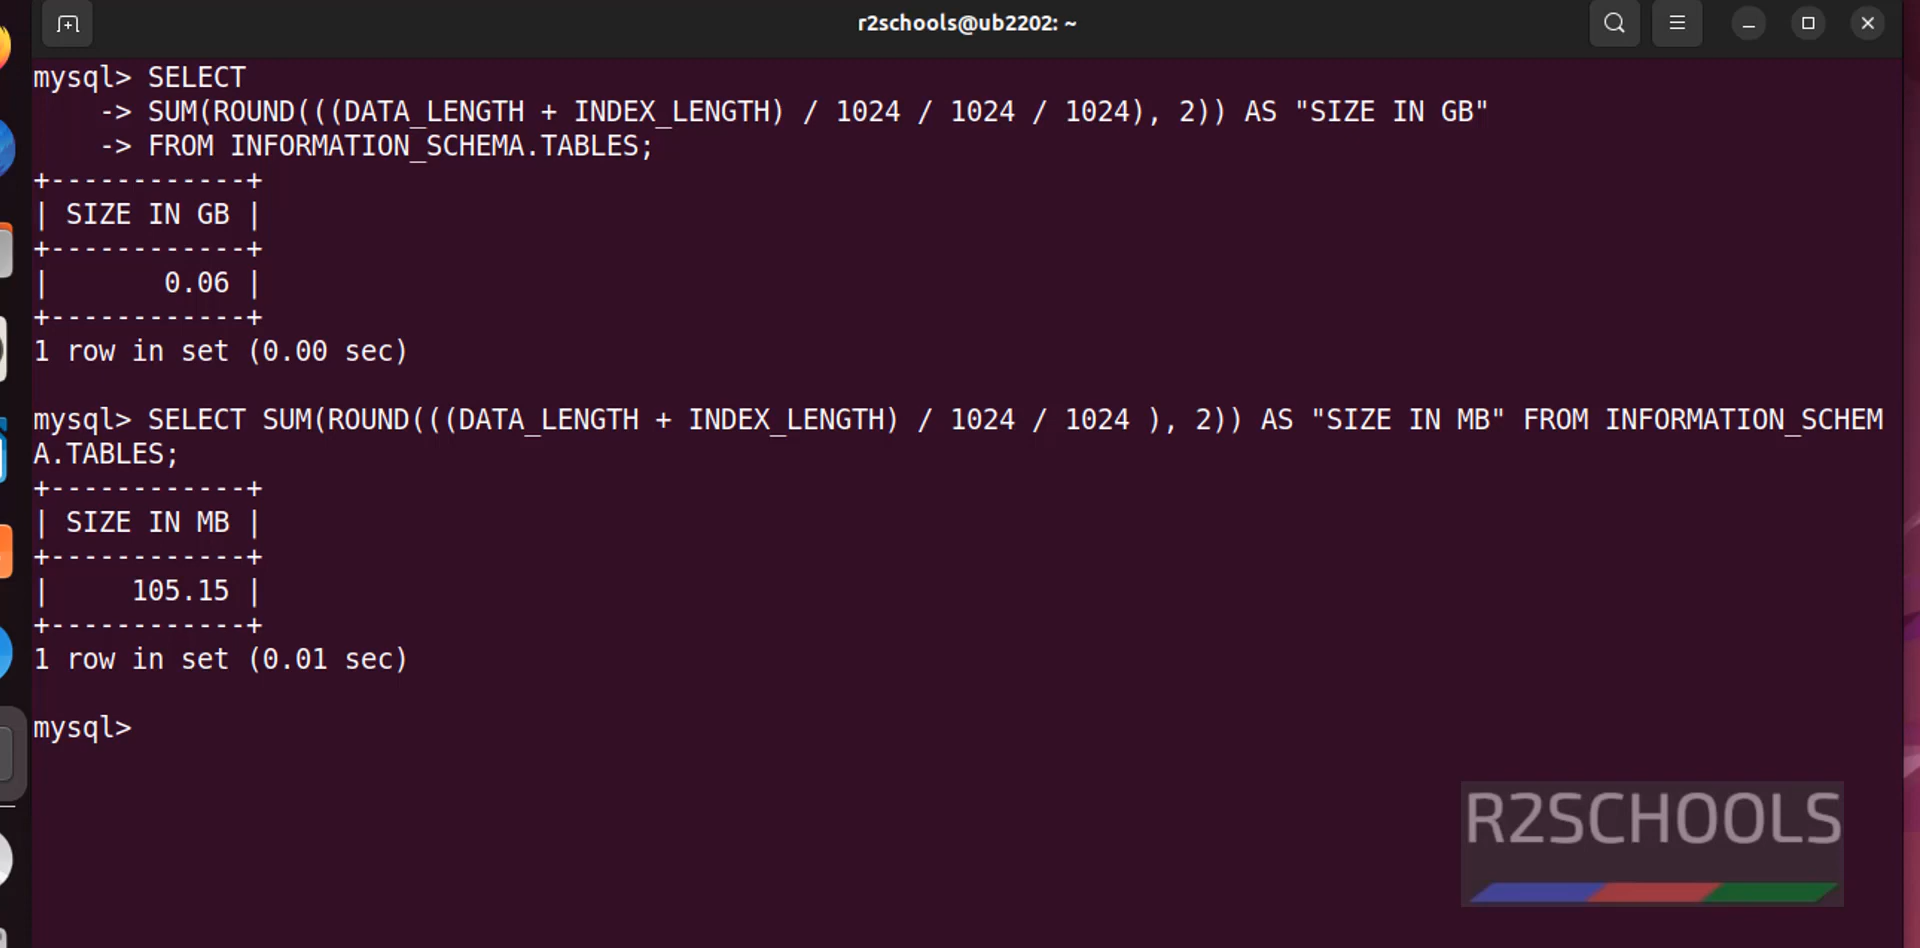 r2schools@ub2202: ~
mysql> SELECT
    -> SUM(ROUND(((DATA_LENGTH + INDEX_LENGTH) / 1024 / 1024 / 1024), 2)) AS "SIZE IN GB"
    -> FROM INFORMATION_SCHEMA.TABLES;
+------------+
| SIZE IN GB |
+------------+
|       0.06 |
+------------+
1 row in set (0.00 sec)
mysql> SELECT SUM(ROUND(((DATA_LENGTH + INDEX_LENGTH) / 1024 / 1024 ), 2)) AS "SIZE IN MB" FROM INFORMATION_SCHEM
A.TABLES;
+------------+
| SIZE IN MB |
+------------+
|     105.15 |
+------------+
1 row in set (0.01 sec)
mysql>
R2SCHOOLS